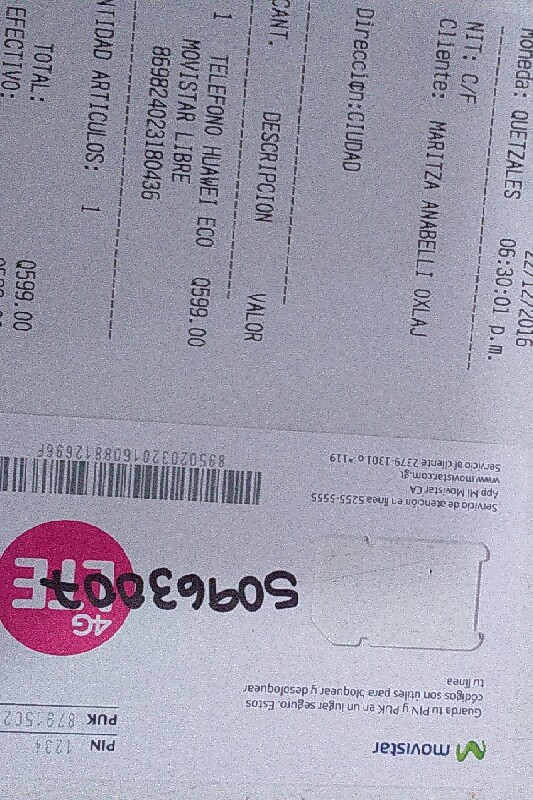 22/12/2016
Moneda: QUETZALES 06:30:01 p.m.
NIT: C/F
Cliente: MARITZA ANABELLI OXLAJ
Dirección:CIUDAD
CANT. DESCRIPCION VALOR
1 TELEFONO HUAWEI ECO Q599.00
MOVISTAR LIBRE
869824023180436
NTIDAD ARTICULOS: 1
TOTAL: Q599.00
EFECTIVO:
movistar
Guarda tu PIN y PUK en un lugar seguro. Estos
códigos son útiles para bloquear y desbloquear
tu línea
PIN 1234
PUK
4G
LTE
50963007
Servicio de atención en línea 5255-5555
App Mi Movistar CA
www.movistar.com.gt
Servicio al cliente 2379-1301 o *119
8950203201608812696F